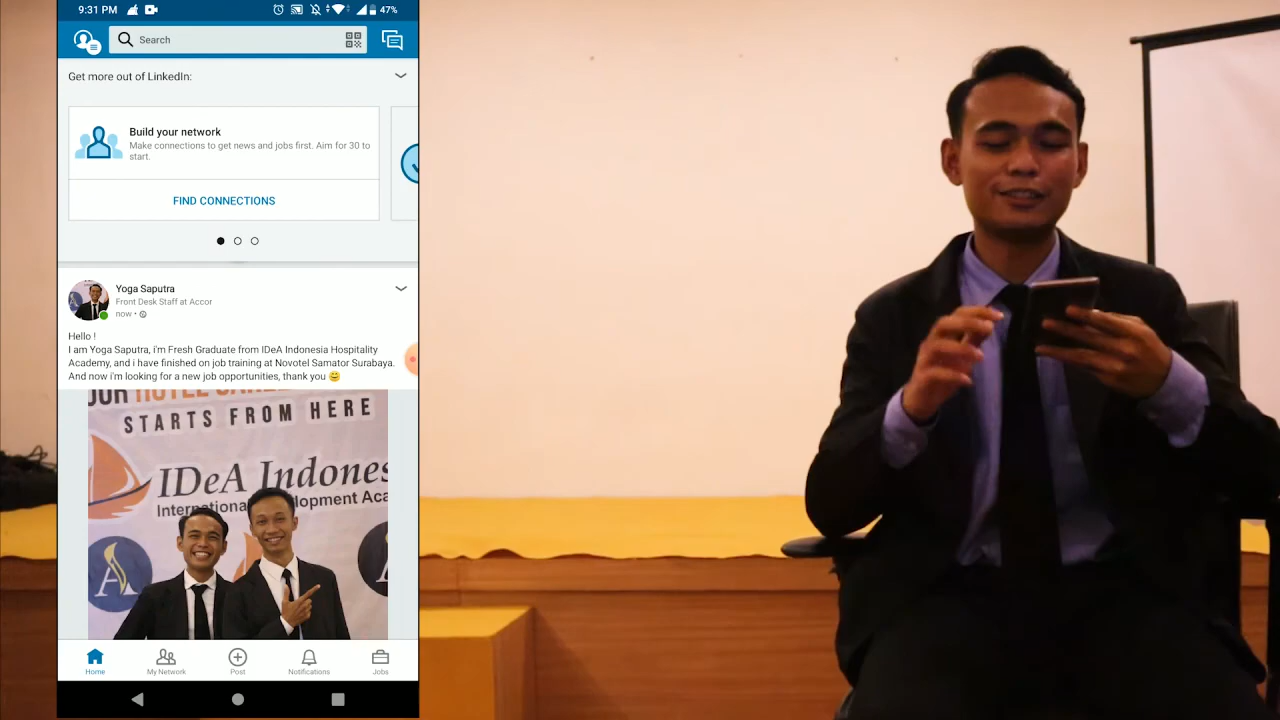 9:31 PM
47%
Search
Get more out of LinkedIn:
Build your network
Make connections to get news and jobs first. Aim for 30 to
start.
FIND CONNECTIONS
Yoga Saputra
Front Desk Staff at Accor
now •
Hello !
I am Yoga Saputra, i'm Fresh Graduate from IDeA Indonesia Hospitality
Academy, and i have finished on job training at Novotel Samator Surabaya.
And now i'm looking for a new job opportunities, thank you 😊
STARTS FROM HERE
IDeA Indones
Home
My Network
Post
Notifications
Jobs